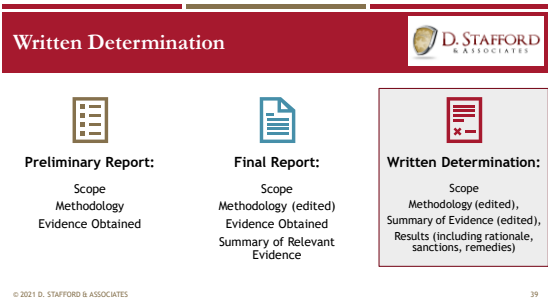 Written Determination
D. STAFFORD
& ASSOCIATES
Preliminary Report:
Scope
Methodology
Evidence Obtained
Final Report:
Scope
Methodology (edited)
Evidence Obtained
Summary of Relevant
Evidence
Written Determination:
Scope
Methodology (edited),
Summary of Evidence (edited),
Results (including rationale,
sanctions, remedies)
© 2021 D. STAFFORD & ASSOCIATES
39